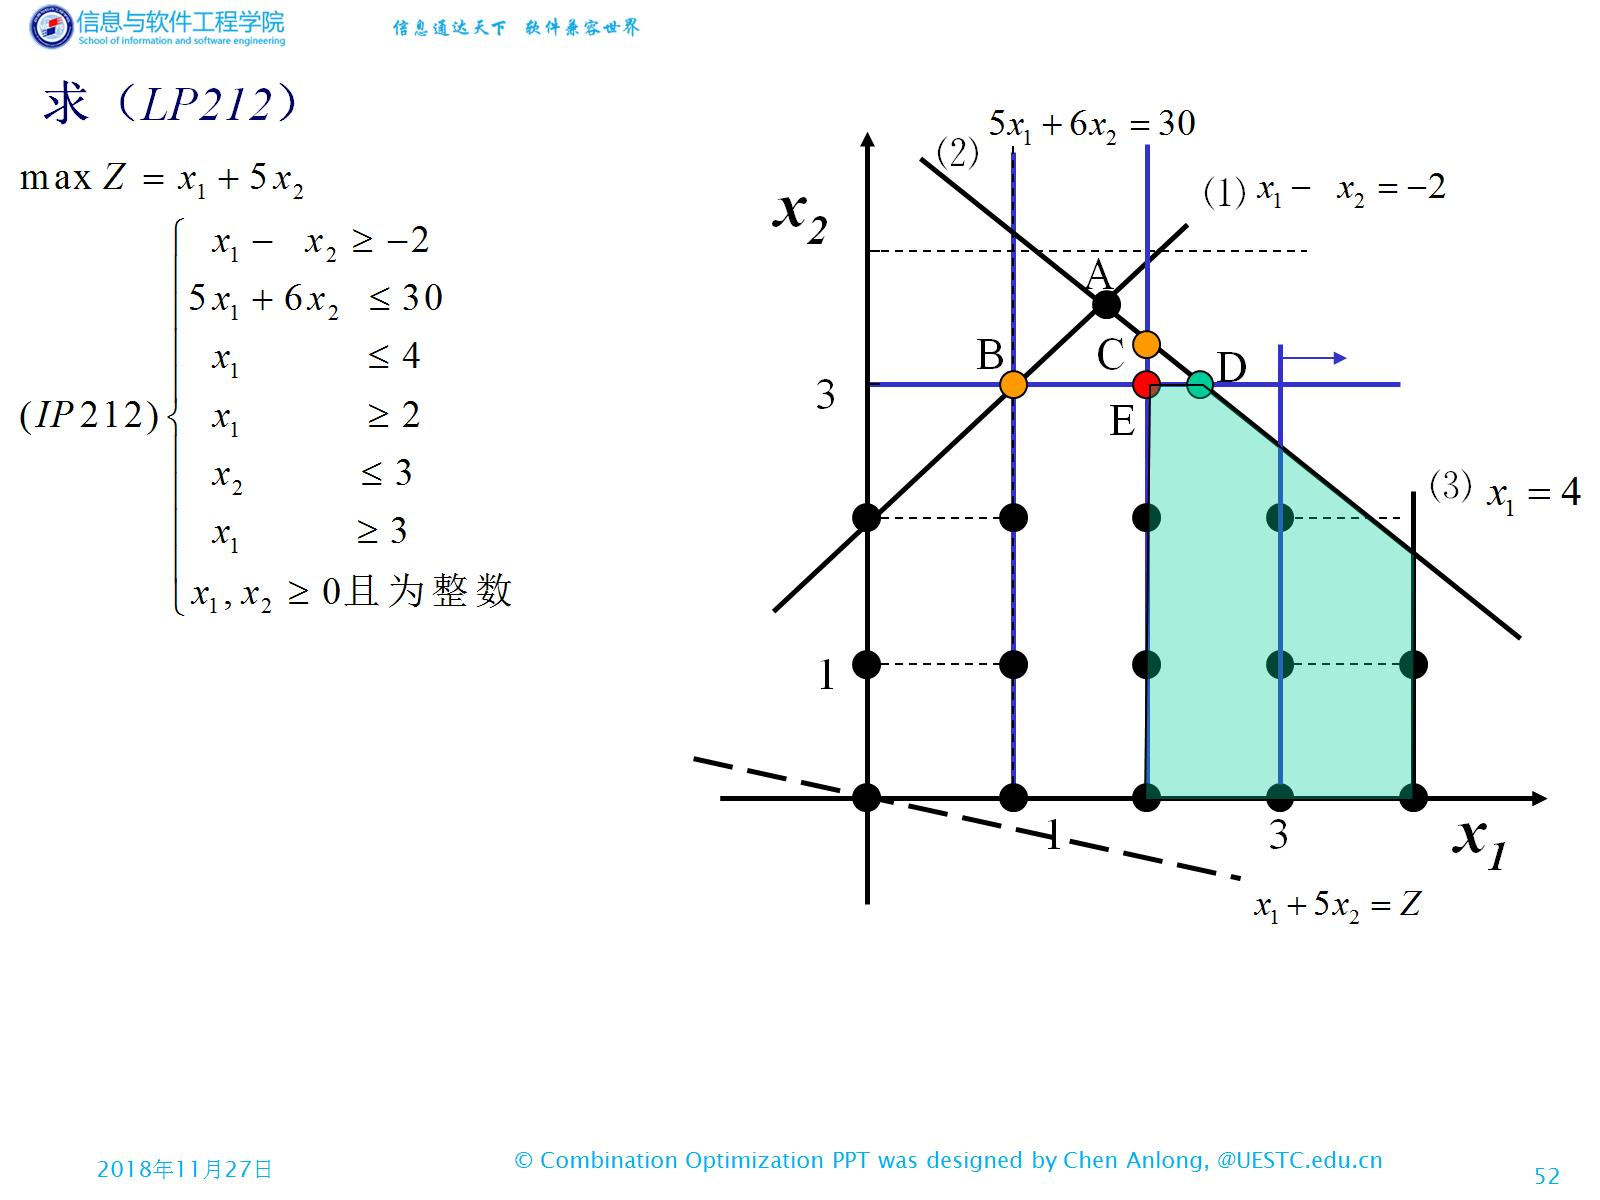 信息与软件工程学院
School of information and software engineering
信息通达天下 软件兼容世界
求（LP212）
max Z = x₁ + 5x₂
(IP212)
x₁ − x₂ ≥ −2
5x₁ + 6x₂ ≤ 30
x₁ ≤ 4
x₁ ≥ 2
x₂ ≤ 3
x₁ ≥ 3
x₁, x₂ ≥ 0且为整数
(2) 5x₁ + 6x₂ = 30
(1) x₁ − x₂ = −2
x₂
A
B
C
D
E
3
(3) x₁ = 4
1
1
3
x₁
x₁ + 5x₂ = Z
2018年11月27日
© Combination Optimization PPT was designed by Chen Anlong, @UESTC.edu.cn
52